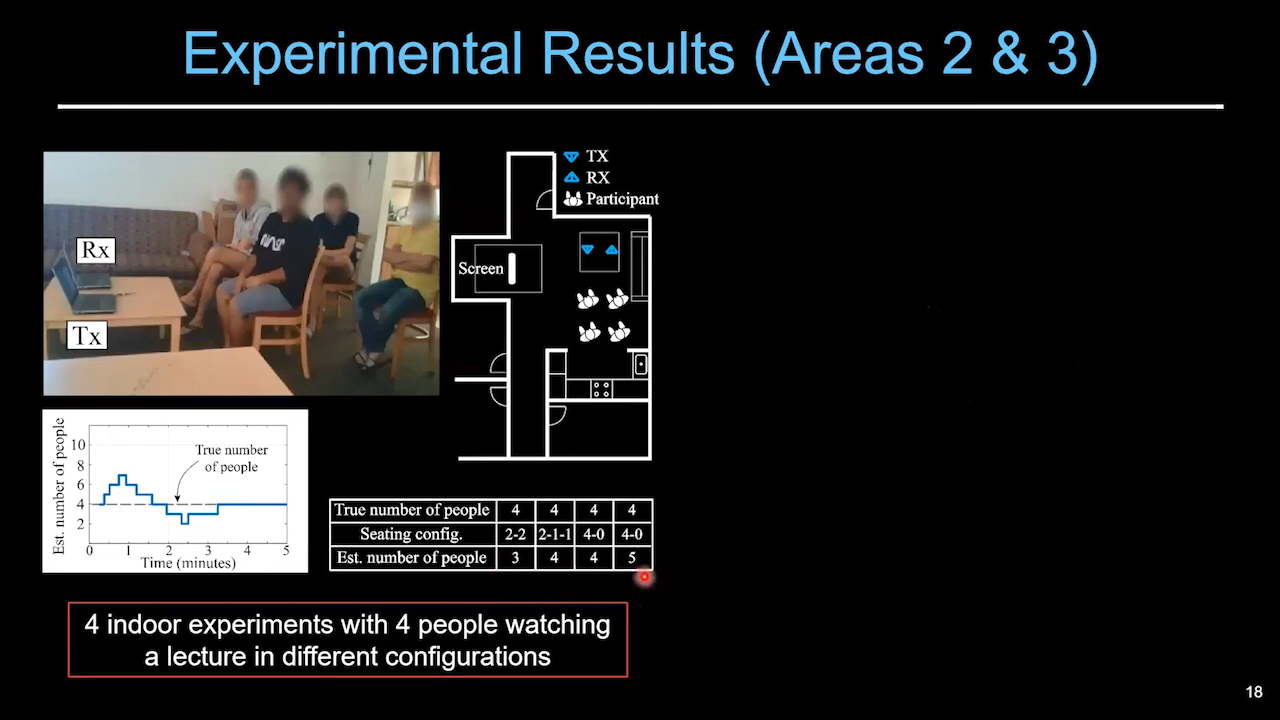 Experimental Results (Areas 2 & 3)
Rx
Tx
TX
RX
Participant
Screen
Est. number of people
10
8
6
4
2
True number
of people
0 1 2 3 4 5
Time (minutes)
True number of people 4 4 4 4
Seating config. 2-2 2-1-1 4-0 4-0
Est. number of people 3 4 4 5
4 indoor experiments with 4 people watching
a lecture in different configurations
18